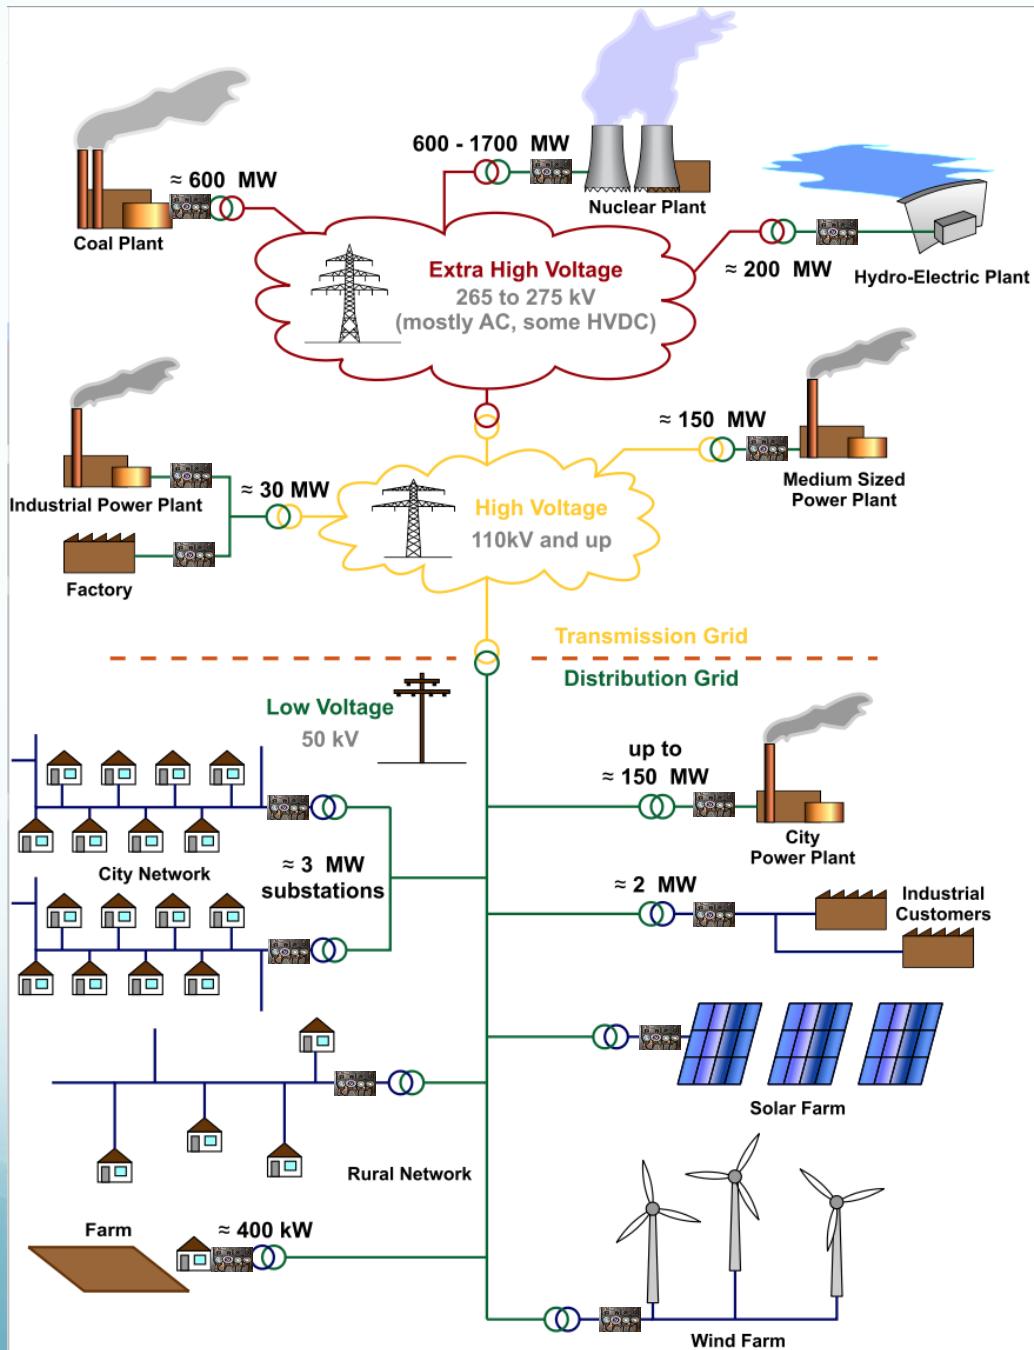 600 - 1700 MW
≈ 600 MW
Nuclear Plant
Coal Plant
≈ 200 MW
Hydro-Electric Plant
Extra High Voltage
265 to 275 kV
(mostly AC, some HVDC)
≈ 150 MW
Medium Sized
Power Plant
Industrial Power Plant
≈ 30 MW
High Voltage
110kV and up
Factory
Transmission Grid
Distribution Grid
Low Voltage
50 kV
up to
≈ 150 MW
City
Power Plant
City Network
≈ 3 MW
substations
≈ 2 MW
Industrial
Customers
Solar Farm
Rural Network
Farm
≈ 400 kW
Wind Farm